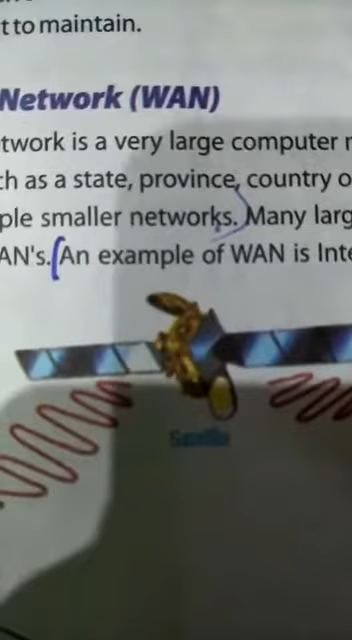 t to maintain.
Network (WAN)
twork is a very large computer
ch as a state, province, country o
ple smaller networks. Many larg
AN's. An example of WAN is Inte
Satellite